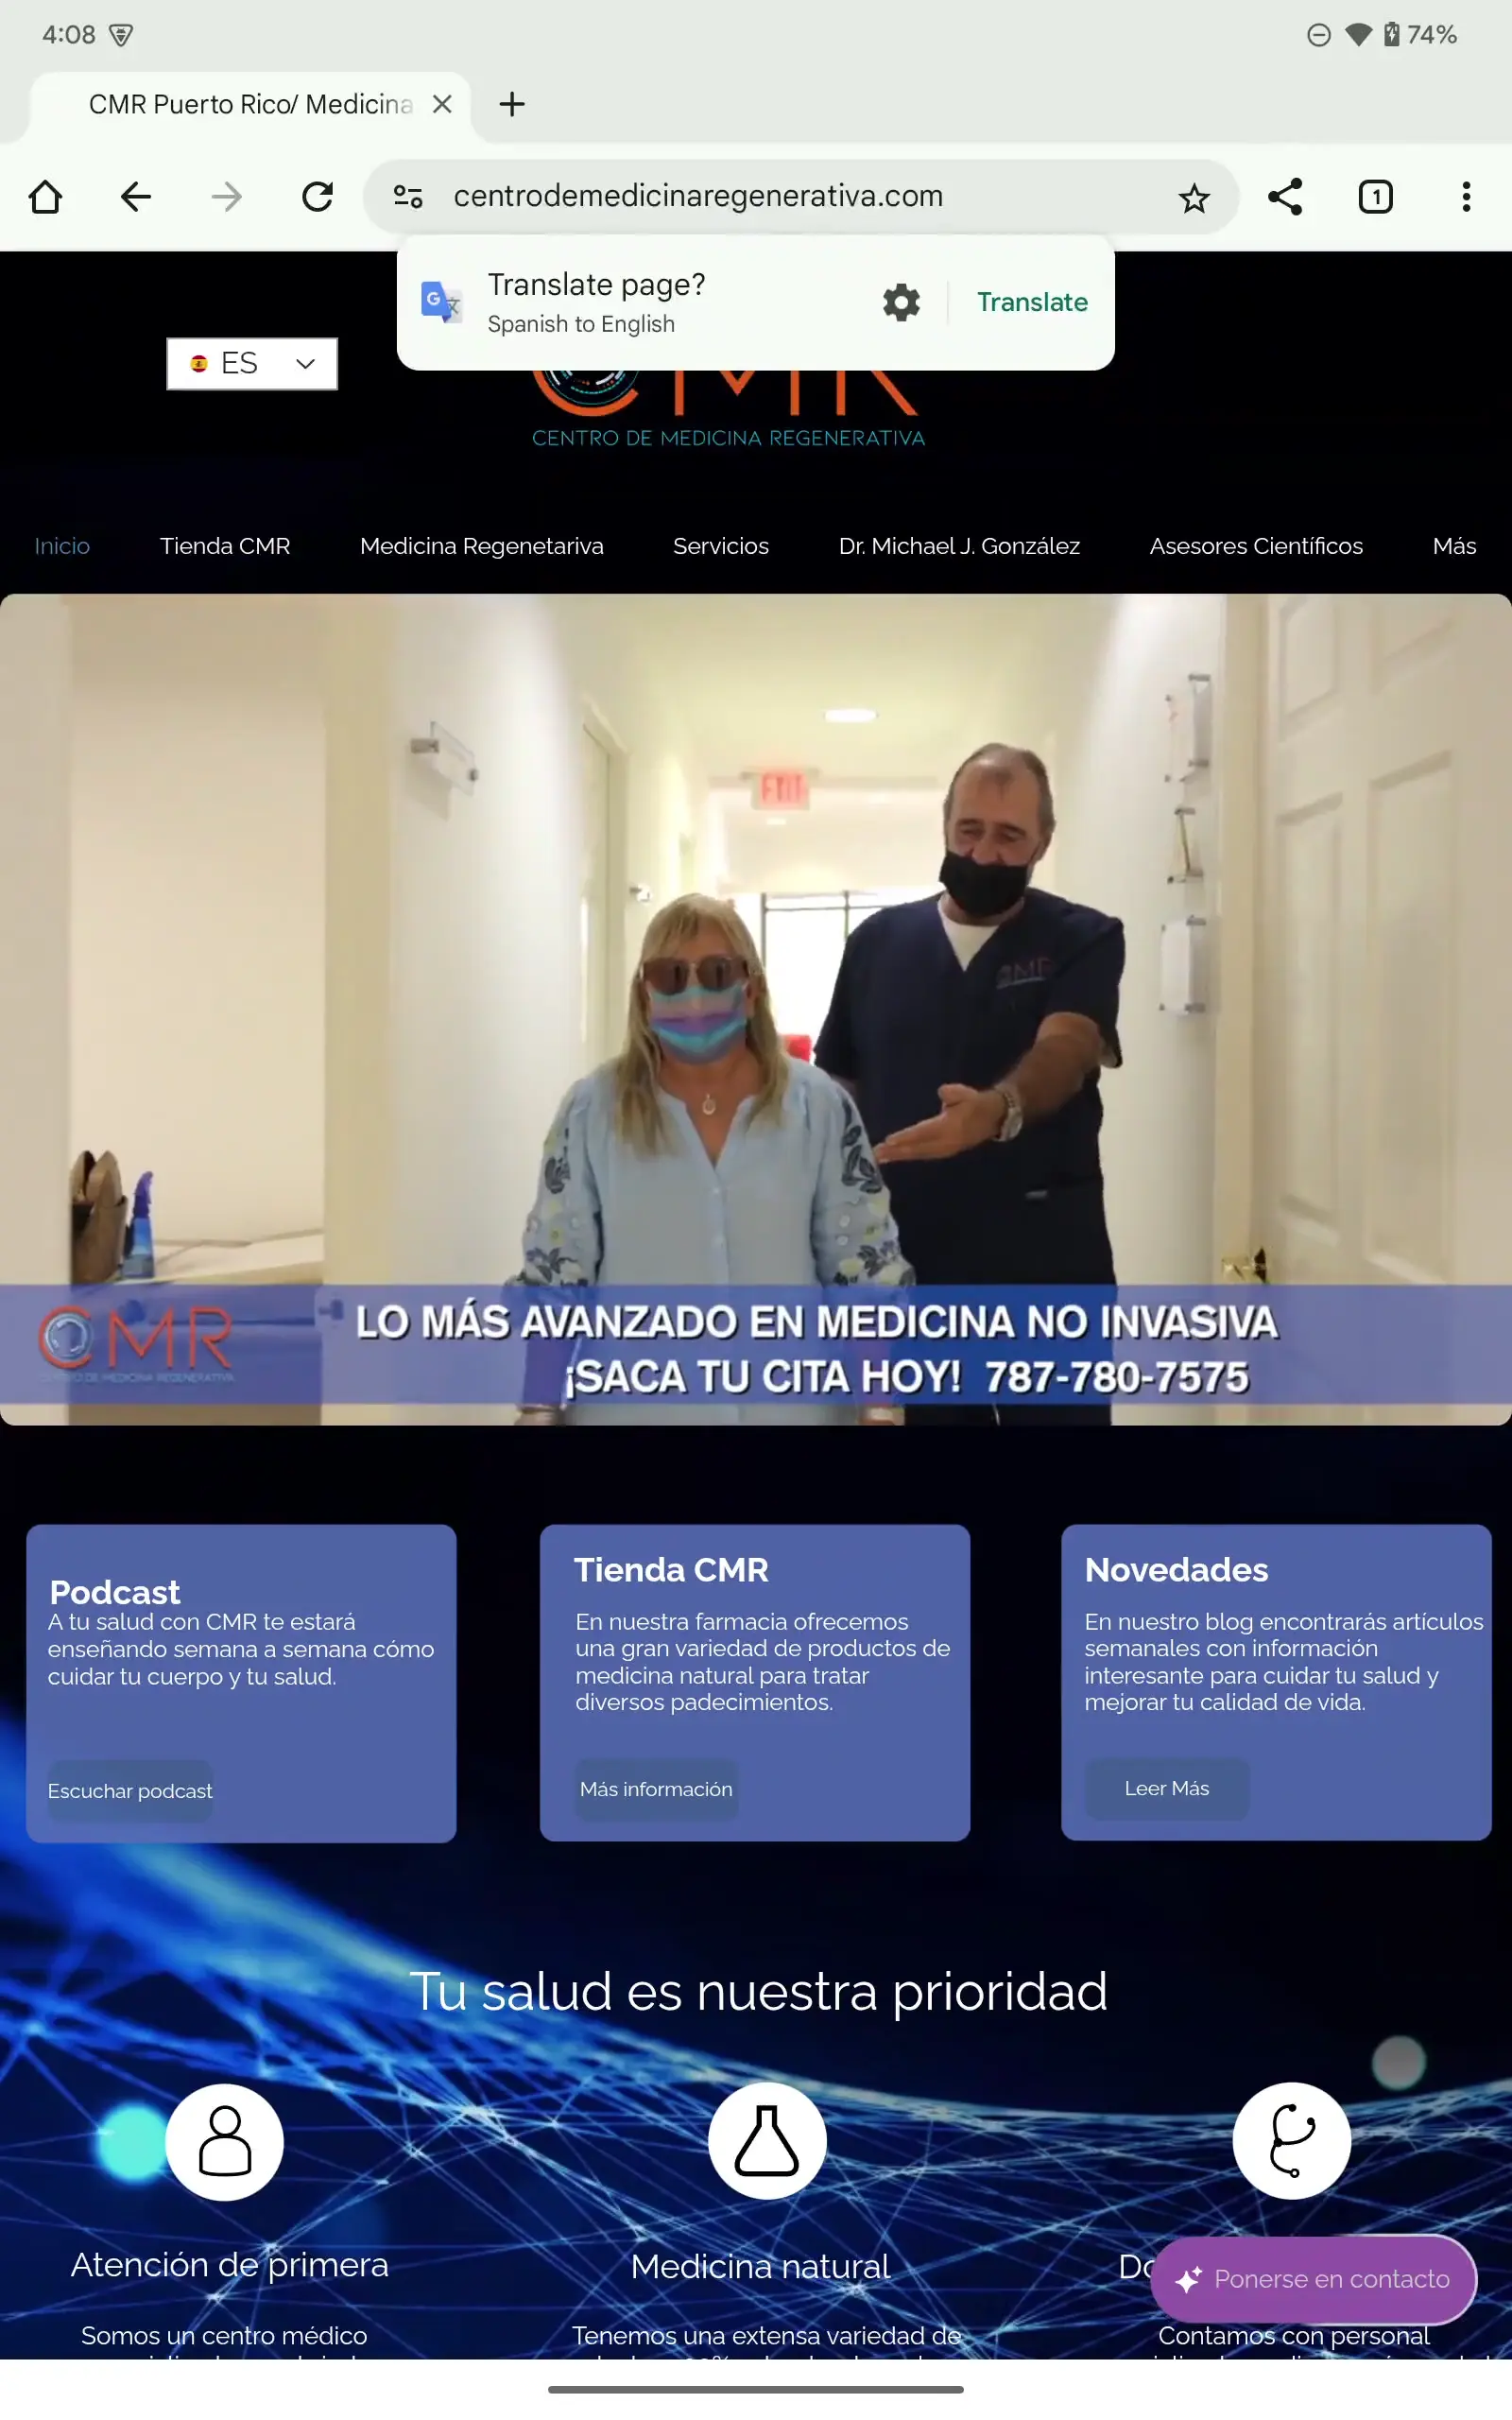 4:08
74%
CMR Puerto Rico/ Medicina
centrodemedicinaregenerativa.com
1
Translate page?
Spanish to English
Translate
ES
CMR
CENTRO DE MEDICINA REGENERATIVA
Inicio
Tienda CMR
Medicina Regenetariva
Servicios
Dr. Michael J. González
Asesores Científicos
Más
EXIT
CMR
CMR
CENTRO DE MEDICINA REGENERATIVA
LO MÁS AVANZADO EN MEDICINA NO INVASIVA
¡SACA TU CITA HOY! 787-780-7575
Podcast
A tu salud con CMR te estará
enseñando semana a semana cómo
cuidar tu cuerpo y tu salud.
Escuchar podcast
Tienda CMR
En nuestra farmacia ofrecemos
una gran variedad de productos de
medicina natural para tratar
diversos padecimientos.
Más información
Novedades
En nuestro blog encontrarás artículos
semanales con información
interesante para cuidar tu salud y
mejorar tu calidad de vida.
Leer Más
Tu salud es nuestra prioridad
Atención de primera
Somos un centro médico
Medicina natural
Tenemos una extensa variedad de
Ponerse en contacto
Contamos con personal